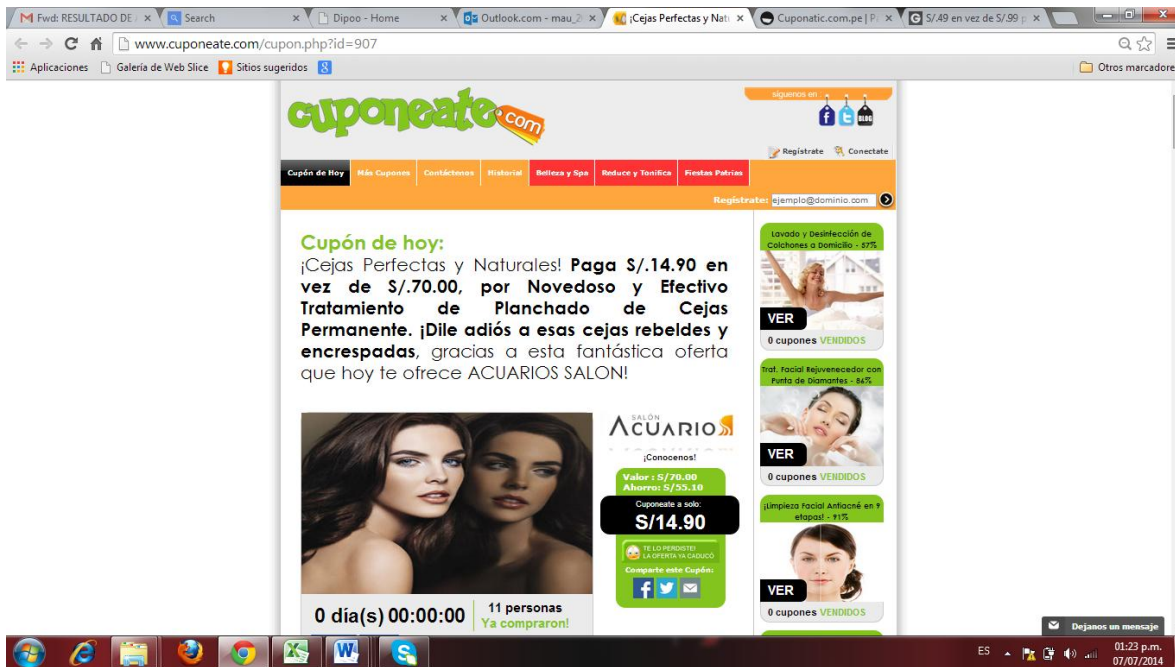 Fwd: RESULTADO DE
Search
Dipoo - Home
Outlook.com - mau_2
¡Cejas Perfectas y Natu
Cuponatic.com.pe | P
S/.49 en vez de S/.99 p
www.cuponeate.com/cupon.php?id=907
Aplicaciones
Galería de Web Slice
Sitios sugeridos
Otros marcadore
cuponeate.com
siguenos en :
BLOG
Regístrate
Conectate
Cupón de Hoy
Más Cupones
Contáctenos
Historial
Belleza y Spa
Reduce y Tonifica
Fiestas Patrias
Regístrate:
ejemplo@dominio.com
Cupón de hoy:
¡Cejas Perfectas y Naturales! Paga S/.14.90 en
vez de S/.70.00, por Novedoso y Efectivo
Tratamiento de Planchado de Cejas
Permanente. ¡Dile adiós a esas cejas rebeldes y
encrespadas, gracias a esta fantástica oferta
que hoy te ofrece ACUARIOS SALON!
SALÓN
ACUARIO
¡Conocenos!
Valor : S/70.00
Ahorro: S/55.10
Cuponeate a solo:
S/14.90
TE LO PERDISTE!
LA OFERTA YA CADUCÓ
Comparte este Cupón:
0 día(s) 00:00:00
11 personas
Ya compraron!
Lavado y Desinfección de
Colchones a Domicilio - 57%
VER
0 cupones VENDIDOS
Trat. Facial Rejuvenecedor con
Punta de Diamantes - 86%
VER
0 cupones VENDIDOS
¡Limpieza Facial Antiacné en 9
etapas! - 91%
VER
0 cupones VENDIDOS
Dejanos un mensaje
ES
01:23 p.m.
07/07/2014